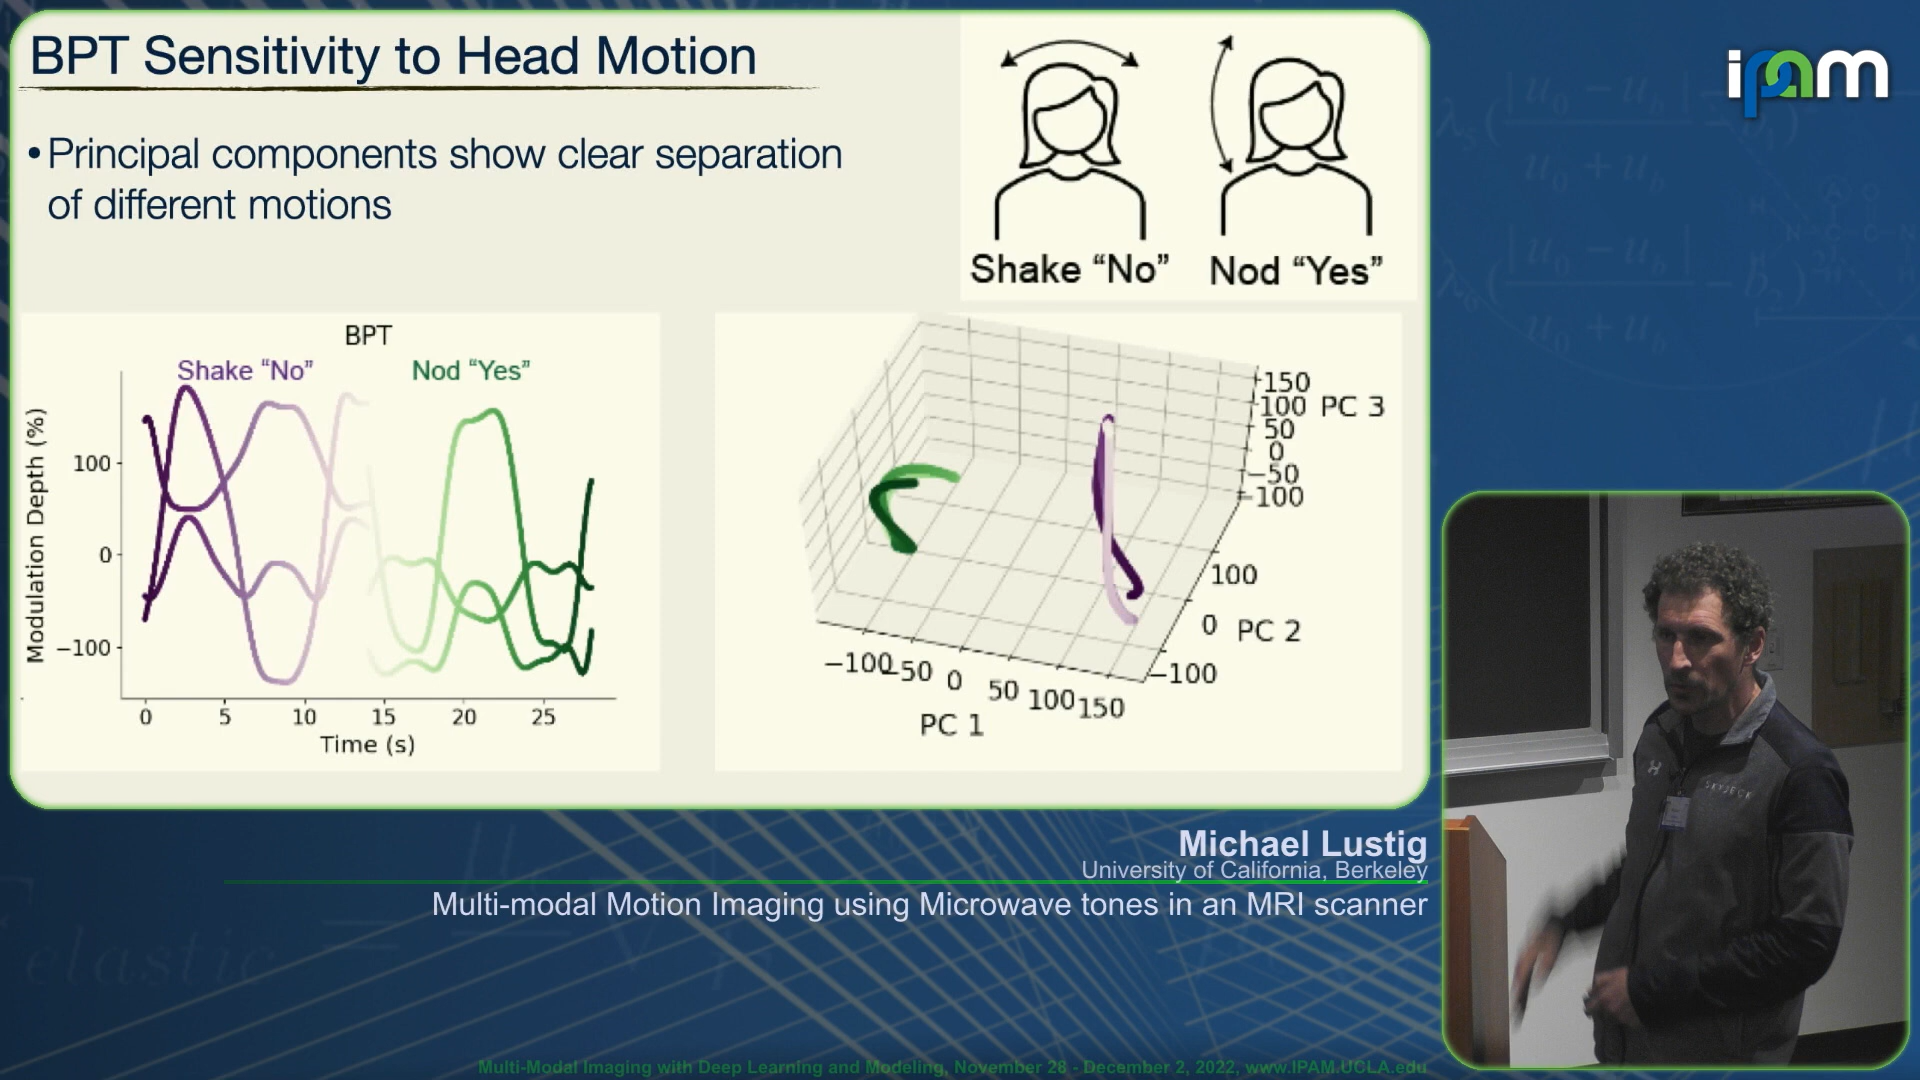 BPT Sensitivity to Head Motion
•Principal components show clear separation
of different motions
Shake “No”
Nod “Yes”
BPT
Shake “No”
Nod “Yes”
Modulation Depth (%)
100
0
−100
0 5 10 15 20 25
Time (s)
150
100
50
0
−50
−100
PC 3
100
0
−100
PC 2
−100 −50 0 50 100 150
PC 1
ipam
SKYDECK
Michael Lustig
University of California, Berkeley
Multi-modal Motion Imaging using Microwave tones in an MRI scanner
elastic
Multi-Modal Imaging with Deep Learning and Modeling, November 28 - December 2, 2022, www.IPAM.UCLA.edu